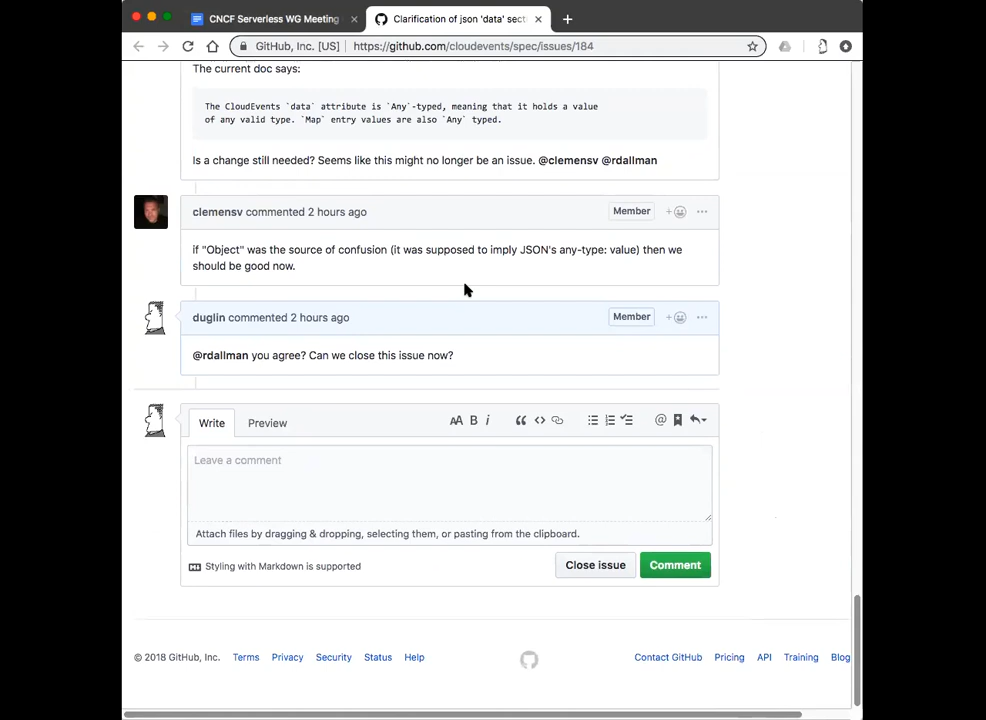 CNCF Serverless WG Meeting
Clarification of json 'data' sect
GitHub, Inc. [US] | https://github.com/cloudevents/spec/issues/184
The current doc says:
The CloudEvents `data` attribute is `Any`-typed, meaning that it holds a value
of any valid type. `Map` entry values are also `Any` typed.
Is a change still needed? Seems like this might no longer be an issue. @clemensv @rdallman
clemensv commented 2 hours ago
Member
if "Object" was the source of confusion (it was supposed to imply JSON's any-type: value) then we
should be good now.
duglin commented 2 hours ago
Member
@rdallman you agree? Can we close this issue now?
Write Preview AA B i
Leave a comment
Attach files by dragging & dropping, selecting them, or pasting from the clipboard.
Styling with Markdown is supported
Close issue Comment
© 2018 GitHub, Inc. Terms Privacy Security Status Help Contact GitHub Pricing API Training Blog